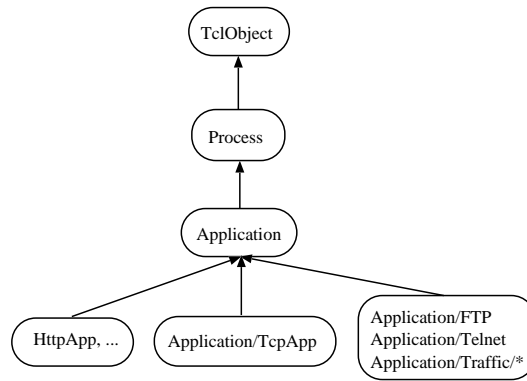 TclObject
Process
Application
HttpApp, ...
Application/TcpApp
Application/FTP
Application/Telnet
Application/Traffic/*